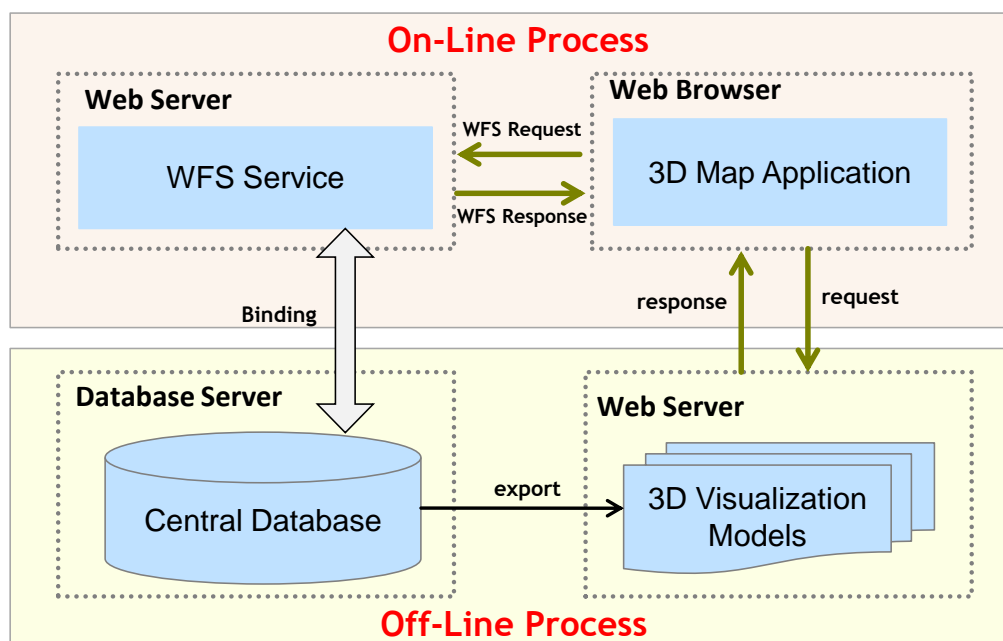 On-Line Process
Web Server
Web Browser
WFS Request
WFS Service
3D Map Application
WFS Response
Binding
response
request
Database Server
Web Server
Central Database
export
3D Visualization
Models
Off-Line Process